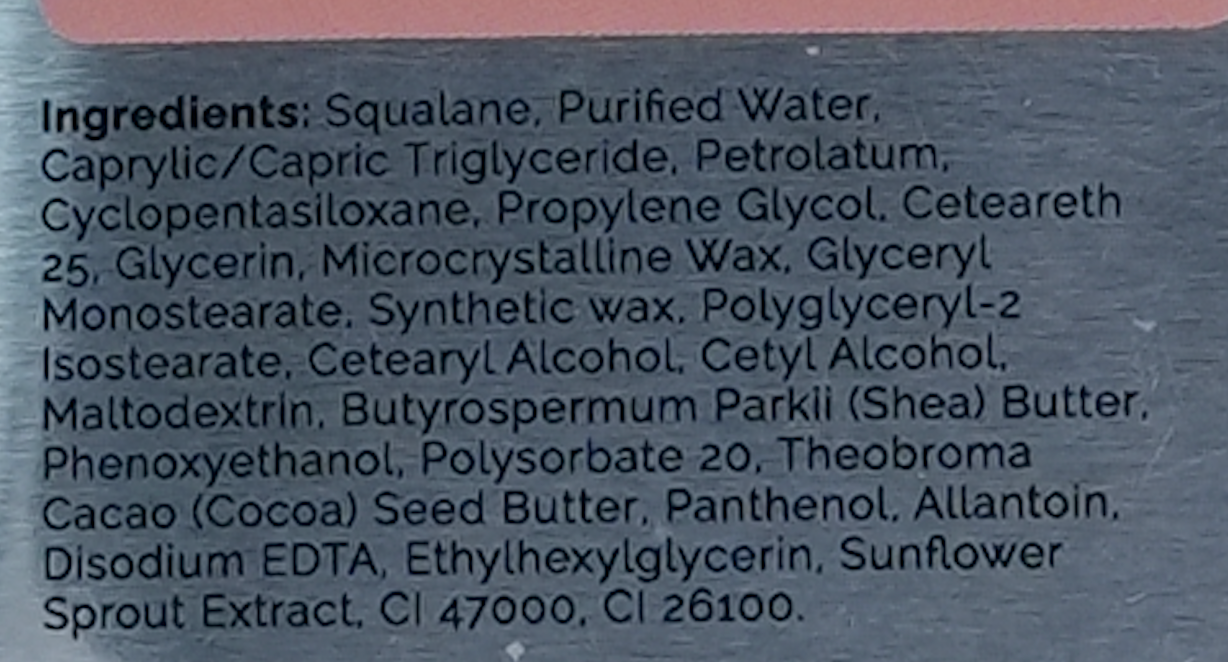 Ingredients: Squalane, Purified Water,
Caprylic/Capric Triglyceride, Petrolatum,
Cyclopentasiloxane, Propylene Glycol, Ceteareth
25, Glycerin, Microcrystalline Wax, Glyceryl
Monostearate, Synthetic wax, Polyglyceryl-2
Isostearate, Cetearyl Alcohol, Cetyl Alcohol,
Maltodextrin, Butyrospermum Parkii (Shea) Butter,
Phenoxyethanol, Polysorbate 20, Theobroma
Cacao (Cocoa) Seed Butter, Panthenol, Allantoin,
Disodium EDTA, Ethylhexylglycerin, Sunflower
Sprout Extract, CI 47000, CI 26100.